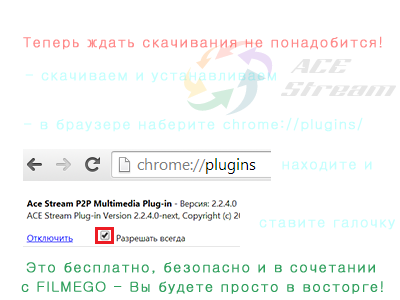 Теперь ждать скачивания не понадобится!
- скачиваем и устанавливаем
ACE
Stream
- в браузере наберите chrome://plugins/
chrome://plugins
находите и
Ace Stream P2P Multimedia Plug-in - Версия: 2.2.4.0
ACE Stream Plug-in Version 2.2.4.0-next, Copyright (c) 20
ставите галочку
Отключить Разрешать всегда
Это бесплатно, безопасно и в сочетании
с FILMEGO - Вы будете просто в восторге!